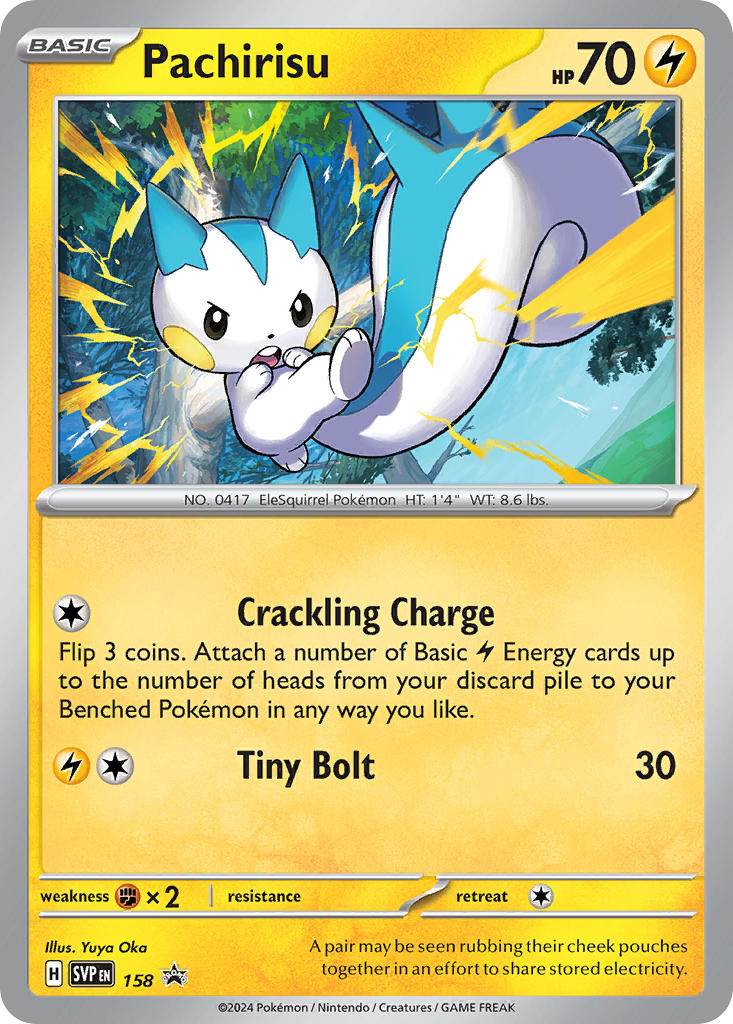 BASIC
Pachirisu
HP 70
NO. 0417 EleSquirrel Pokémon HT: 1'4" WT: 8.6 lbs.
Crackling Charge
Flip 3 coins. Attach a number of Basic Energy cards up
to the number of heads from your discard pile to your
Benched Pokémon in any way you like.
Tiny Bolt 30
weakness ×2 resistance retreat
Illus. Yuya Oka
A pair may be seen rubbing their cheek pouches
together in an effort to share stored electricity.
H SVP EN 158
©2024 Pokémon / Nintendo / Creatures / GAME FREAK